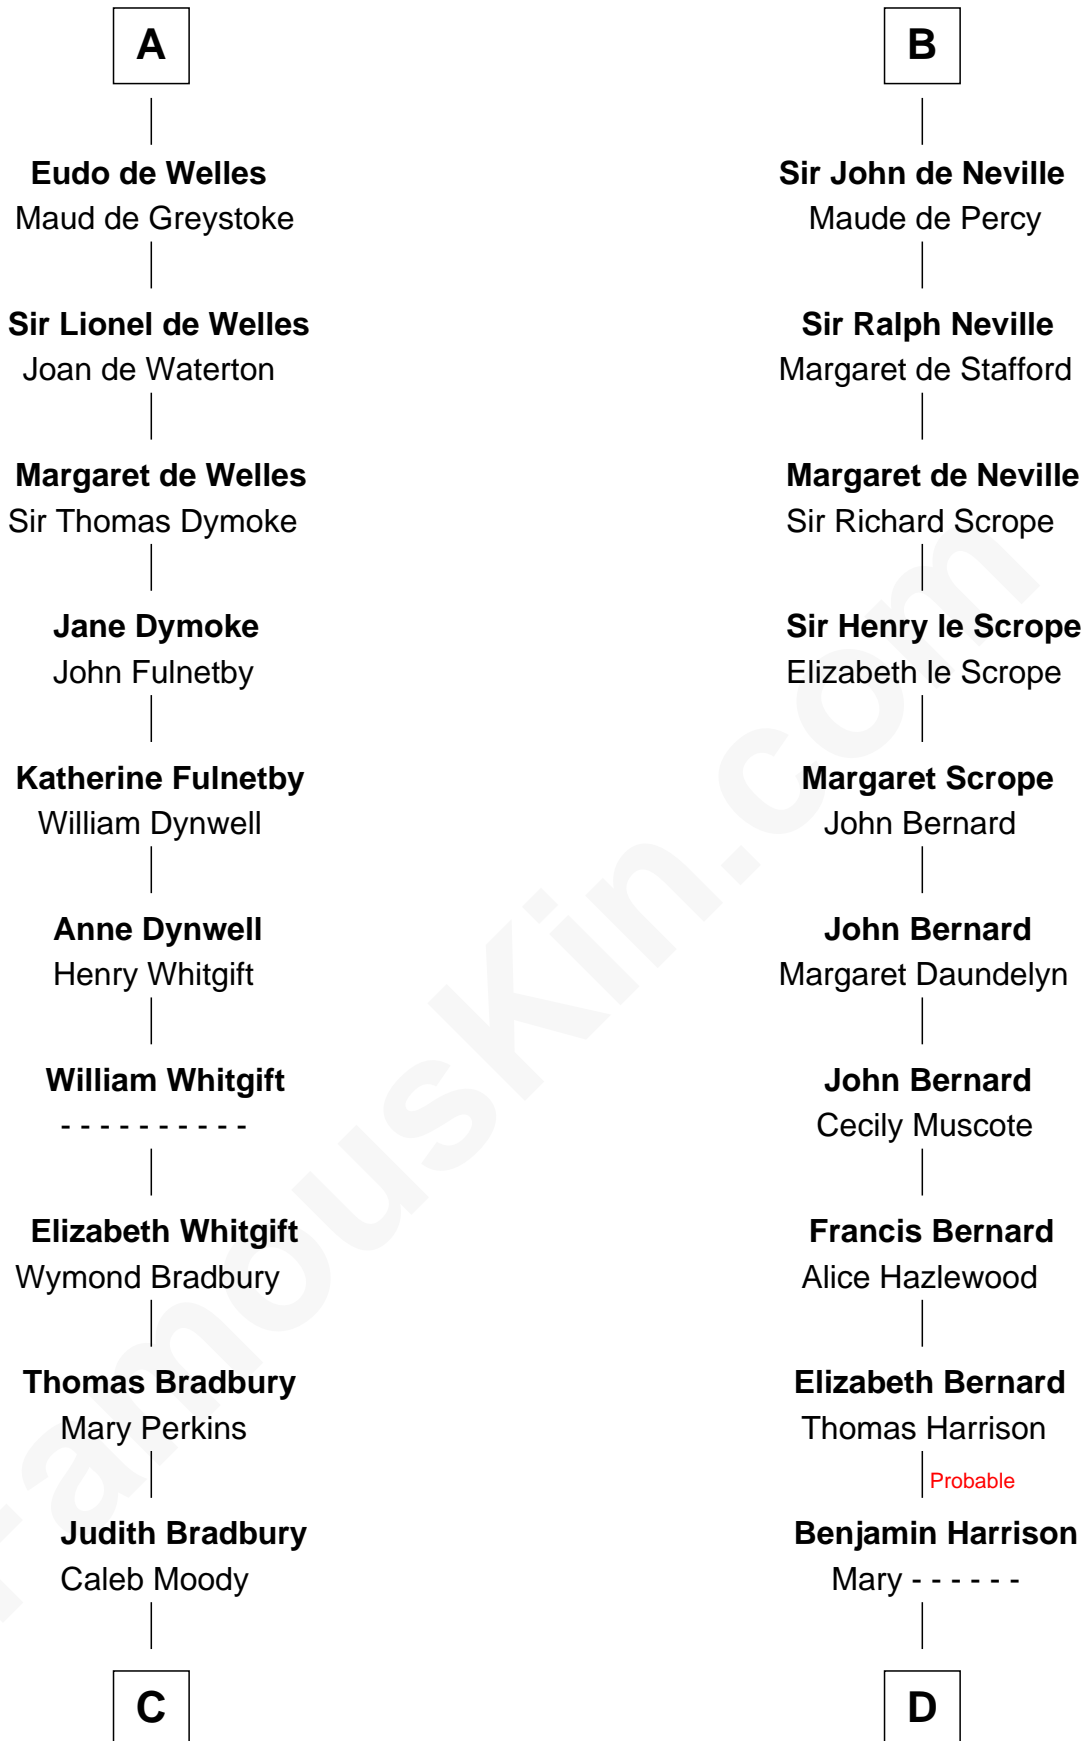 A
Eudo de Welles
Maud de Greystoke
Sir Lionel de Welles
Joan de Waterton
Margaret de Welles
Sir Thomas Dymoke
Jane Dymoke
John Fulnetby
Katherine Fulnetby
William Dynwell
Anne Dynwell
Henry Whitgift
William Whitgift
- - - - - - - - - -
Elizabeth Whitgift
Wymond Bradbury
Thomas Bradbury
Mary Perkins
Judith Bradbury
Caleb Moody
C
B
Sir John de Neville
Maude de Percy
Sir Ralph Neville
Margaret de Stafford
Margaret de Neville
Sir Richard Scrope
Sir Henry le Scrope
Elizabeth le Scrope
Margaret Scrope
John Bernard
John Bernard
Margaret Daundelyn
John Bernard
Cecily Muscote
Francis Bernard
Alice Hazlewood
Elizabeth Bernard
Thomas Harrison
Probable
Benjamin Harrison
Mary - - - - - -
D
FamousKin.com